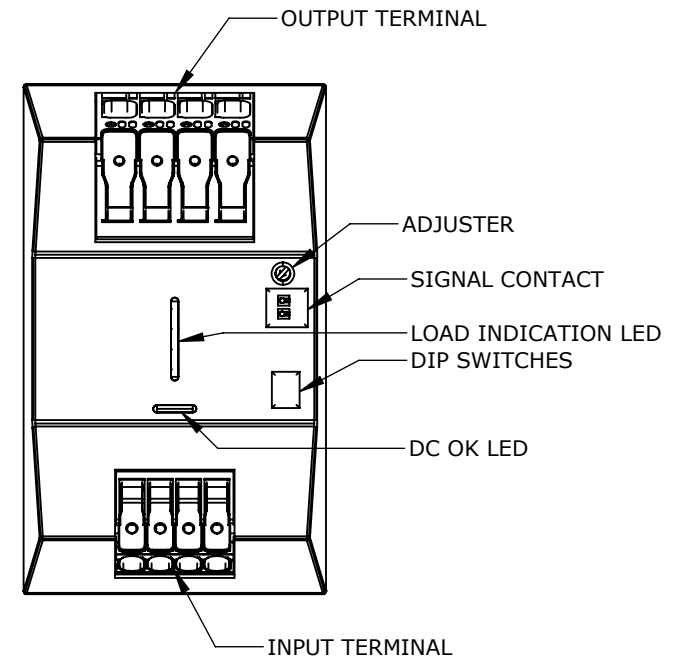 OUTPUT TERMINAL
ADJUSTER
SIGNAL CONTACT
LOAD INDICATION LED
DIP SWITCHES
DC OK LED
INPUT TERMINAL